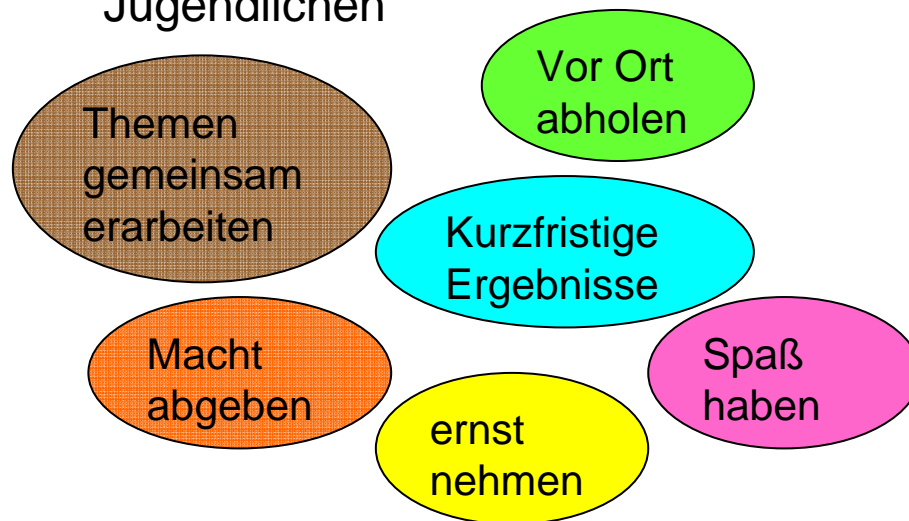 Jugendlichen
Vor Ort
abholen
Themen
gemeinsam
erarbeiten
Kurzfristige
Ergebnisse
Macht
abgeben
Spaß
haben
ernst
nehmen